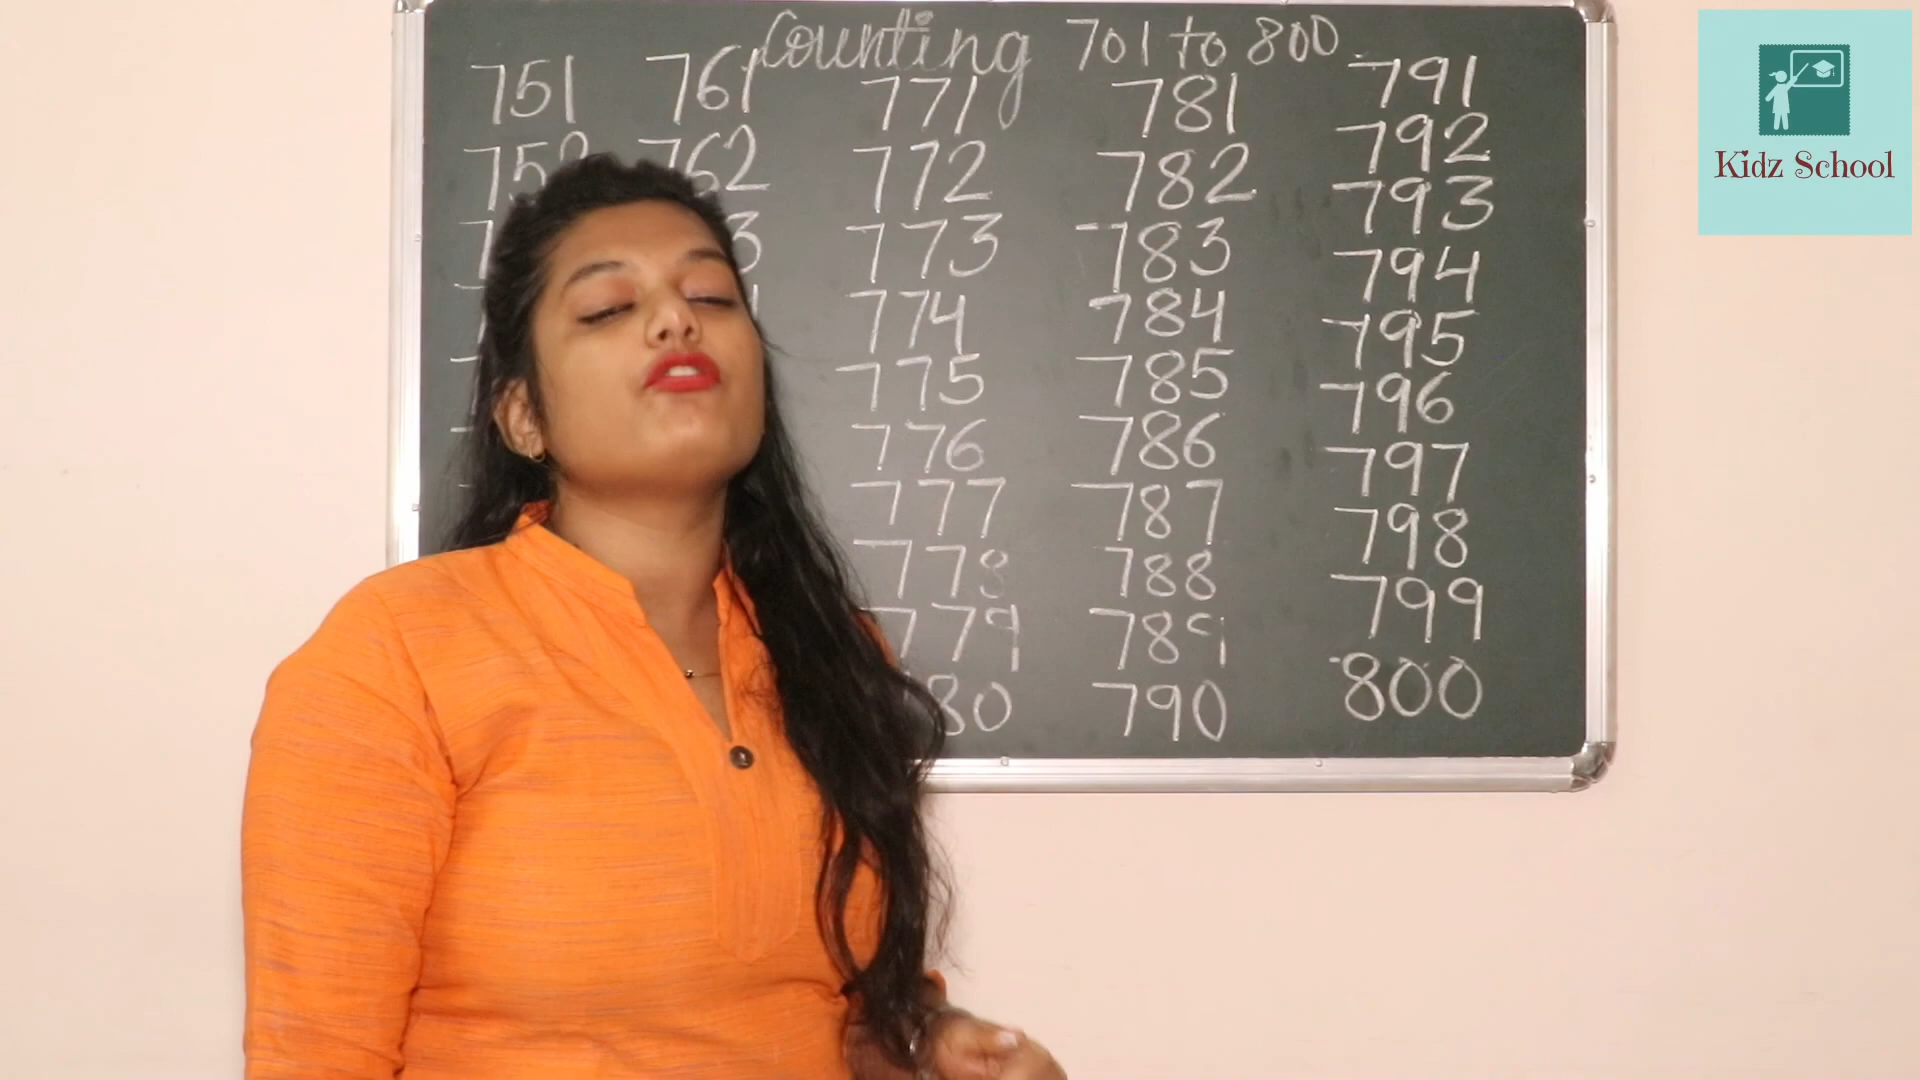 Counting 701 to 800
751 761 771 781 791
762 772 782 792
773 783 793
774 784 794
775 785 795
776 786 796
777 787 797
778 788 798
779 789 799
790 800
Kidz School